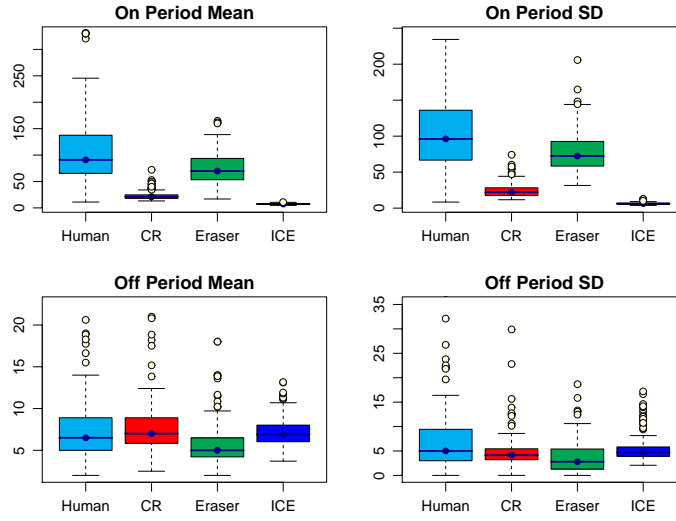 On Period Mean
250
150
50
0
Human CR Eraser ICE
On Period SD
250
150
100
50
0
Human CR Eraser ICE
Off Period Mean
20
15
10
5
Human CR Eraser ICE
Off Period SD
35
25
15
5
0
Human CR Eraser ICE